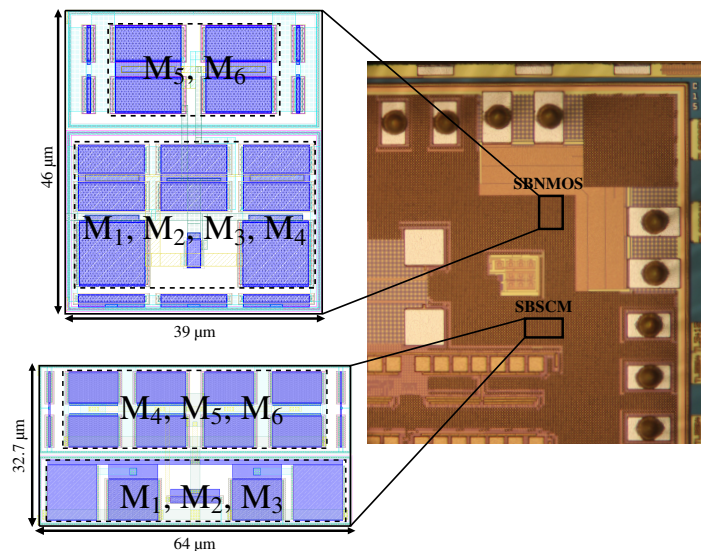 M5, M6
46 μm
M1, M2, M3, M4
39 μm
SBNMOS
SBSCM
M4, M5, M6
32.7 μm
M1, M2, M3
64 μm